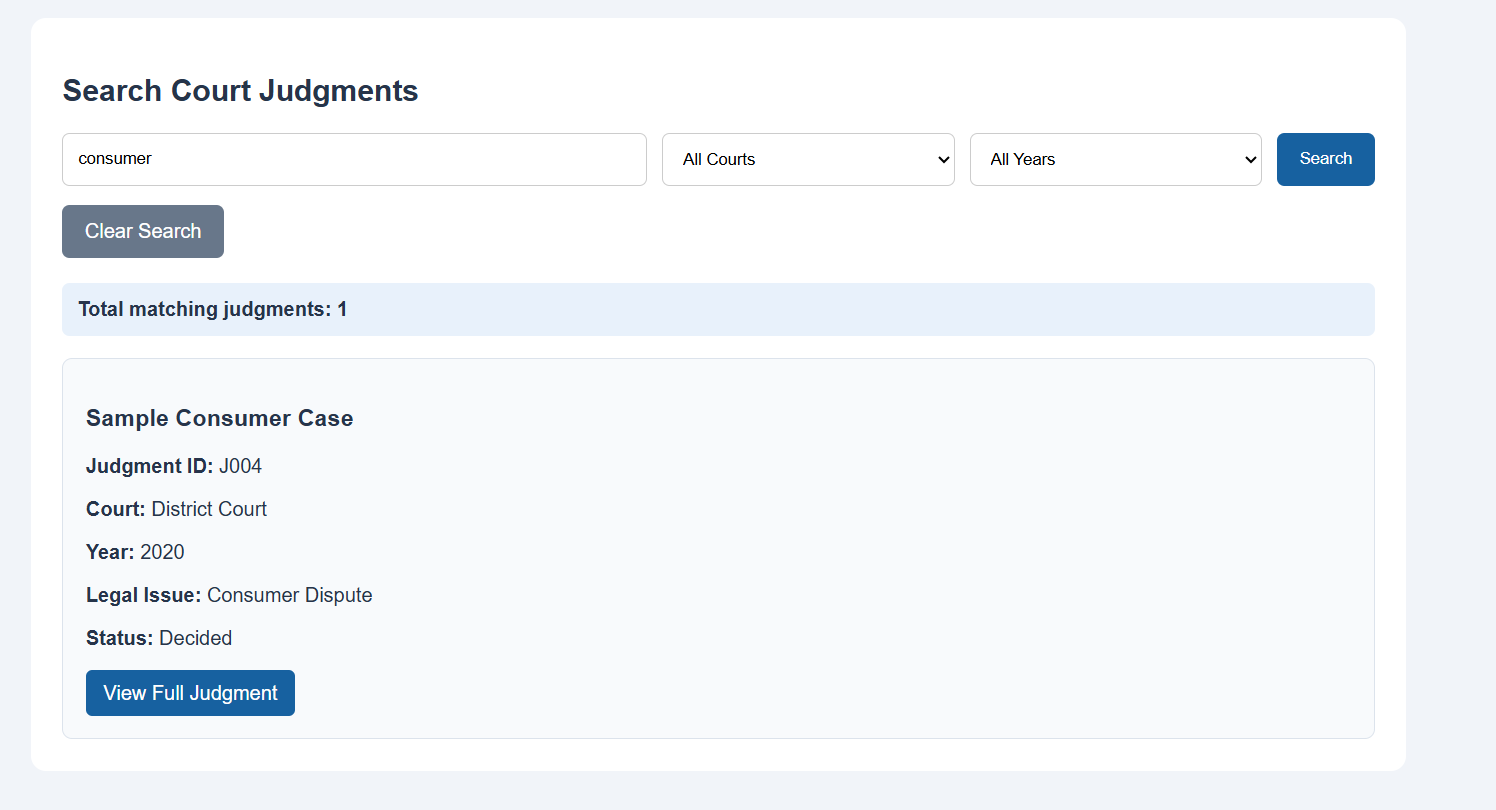 Search Court Judgments
consumer
All Courts
All Years
Search
Clear Search
Total matching judgments: 1
Sample Consumer Case
Judgment ID: J004
Court: District Court
Year: 2020
Legal Issue: Consumer Dispute
Status: Decided
View Full Judgment